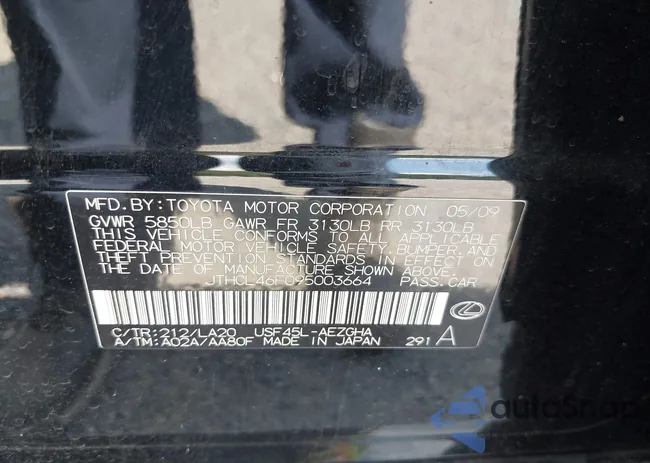 MFD. BY: TOYOTA MOTOR CORPORATION 05/09
GVWR 5850LB GAWR FR 3130LB RR 3130LB
THIS VEHICLE CONFORMS TO ALL APPLICABLE
FEDERAL MOTOR VEHICLE SAFETY, BUMPER, AND
THEFT PREVENTION STANDARDS IN EFFECT ON
THE DATE OF MANUFACTURE SHOWN ABOVE.
JTHCL46F095003664 PASS. CAR
C/TR: 212/LA20 USF45L-AEZGHA
A/TM: A02A/AA80F MADE IN JAPAN 291 A
autoSnap